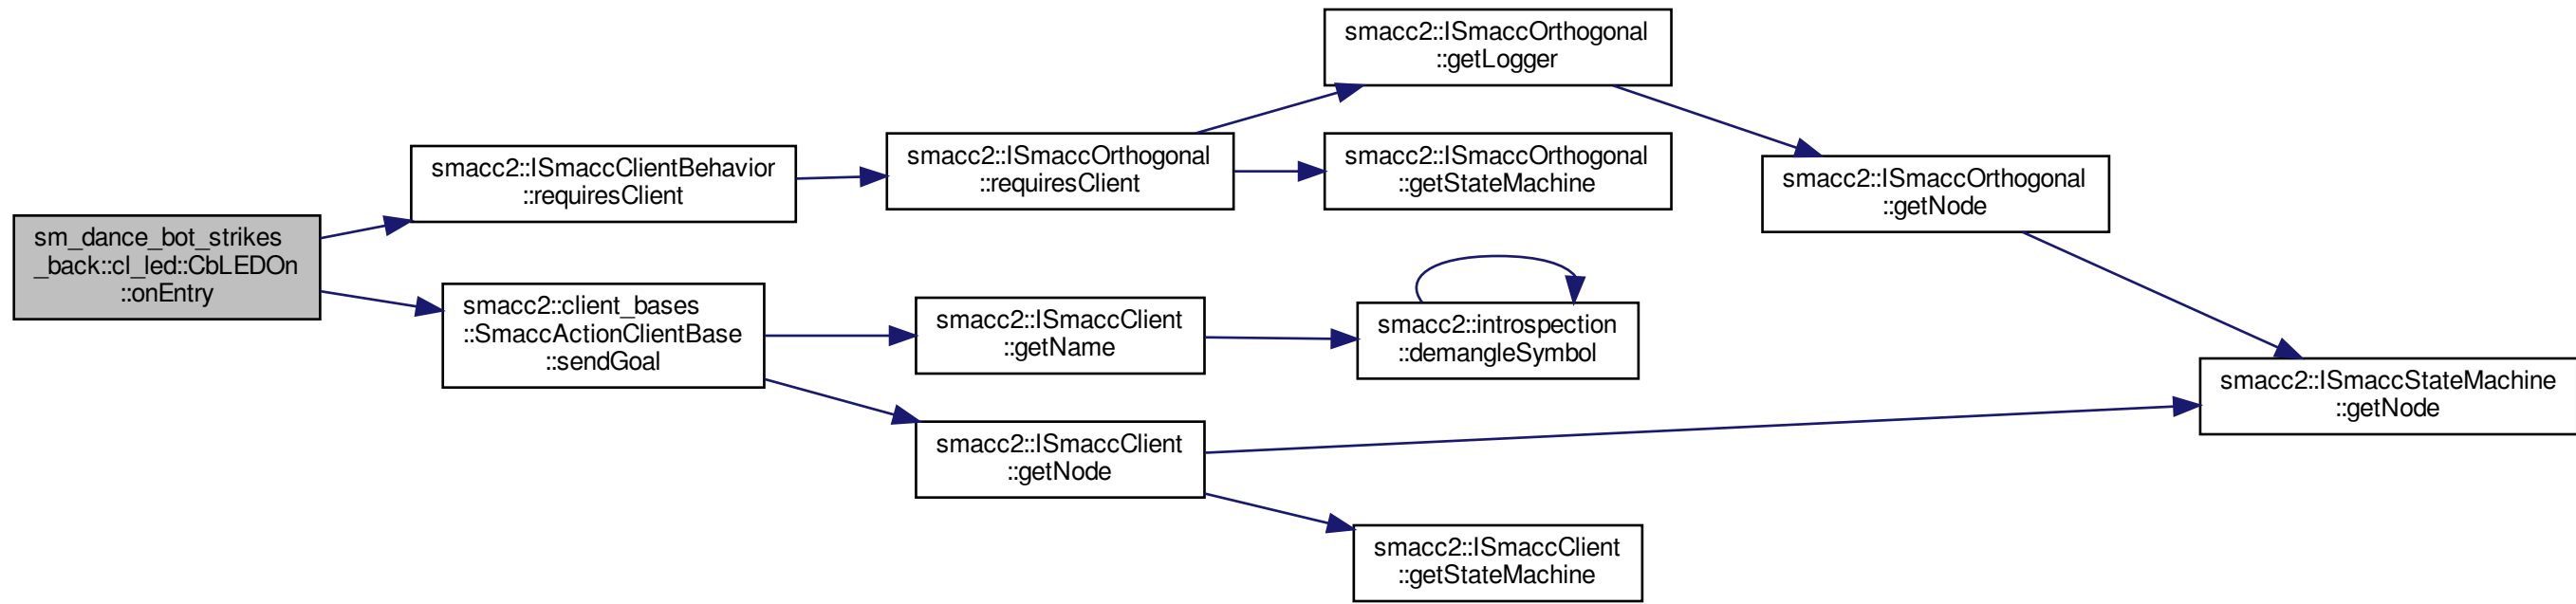 sm_dance_bot_strikes
_back::cl_led::CbLEDOn
::onEntry
smacc2::ISmaccClientBehavior
::requiresClient
smacc2::ISmaccOrthogonal
::requiresClient
smacc2::ISmaccOrthogonal
::getLogger
smacc2::ISmaccOrthogonal
::getStateMachine
smacc2::ISmaccOrthogonal
::getNode
smacc2::ISmaccStateMachine
::getNode
smacc2::client_bases
::SmaccActionClientBase
::sendGoal
smacc2::ISmaccClient
::getName
smacc2::introspection
::demangleSymbol
smacc2::ISmaccClient
::getNode
smacc2::ISmaccClient
::getStateMachine